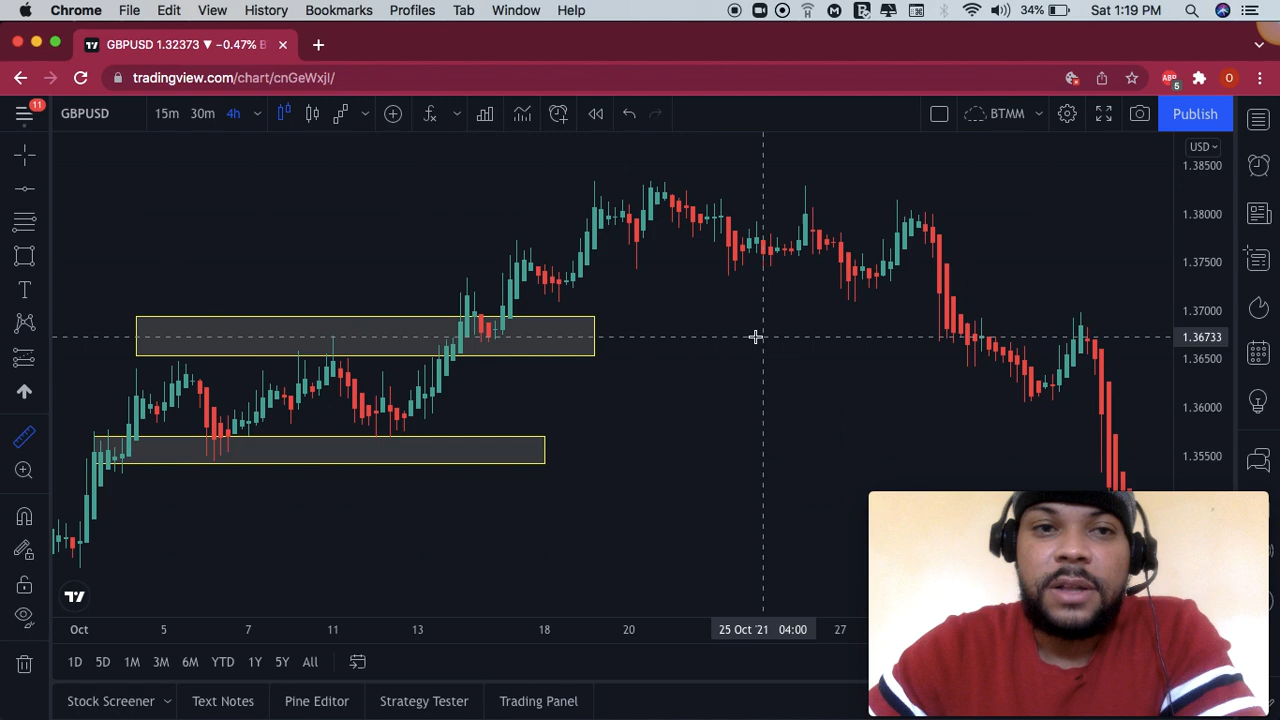 Chrome File Edit View History Bookmarks Profiles Tab Window Help 34% Sat 1:19 PM
GBPUSD 1.32373 ▼ −0.47% B
tradingview.com/chart/cnGeWxjl/
ABP
5
O
11
GBPUSD 15m 30m 4h BTMM Publish
USD
1.38500
1.38000
1.37500
1.37000
1.36733
1.36500
1.36000
1.35500
Oct 5 7 11 13 18 20 25 Oct '21 04:00 27
1D 5D 1M 3M 6M YTD 1Y 5Y All
Stock Screener Text Notes Pine Editor Strategy Tester Trading Panel